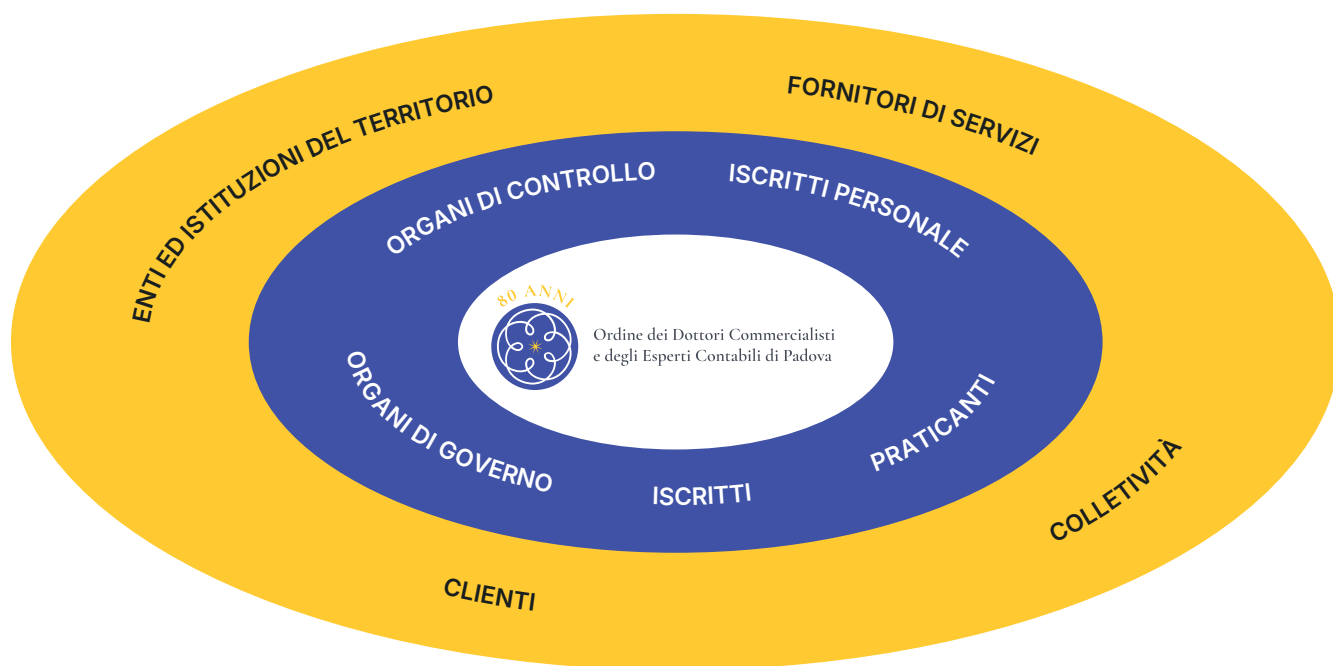 ENTI ED ISTITUZIONI DEL TERRITORIO
FORNITORI DI SERVIZI
ORGANI DI CONTROLLO
ISCRITTI PERSONALE
80 ANNI
Ordine dei Dottori Commercialisti
e degli Esperti Contabili di Padova
ORGANI DI GOVERNO
ISCRITTI
PRATICANTI
COLLETIVITÀ
CLIENTI